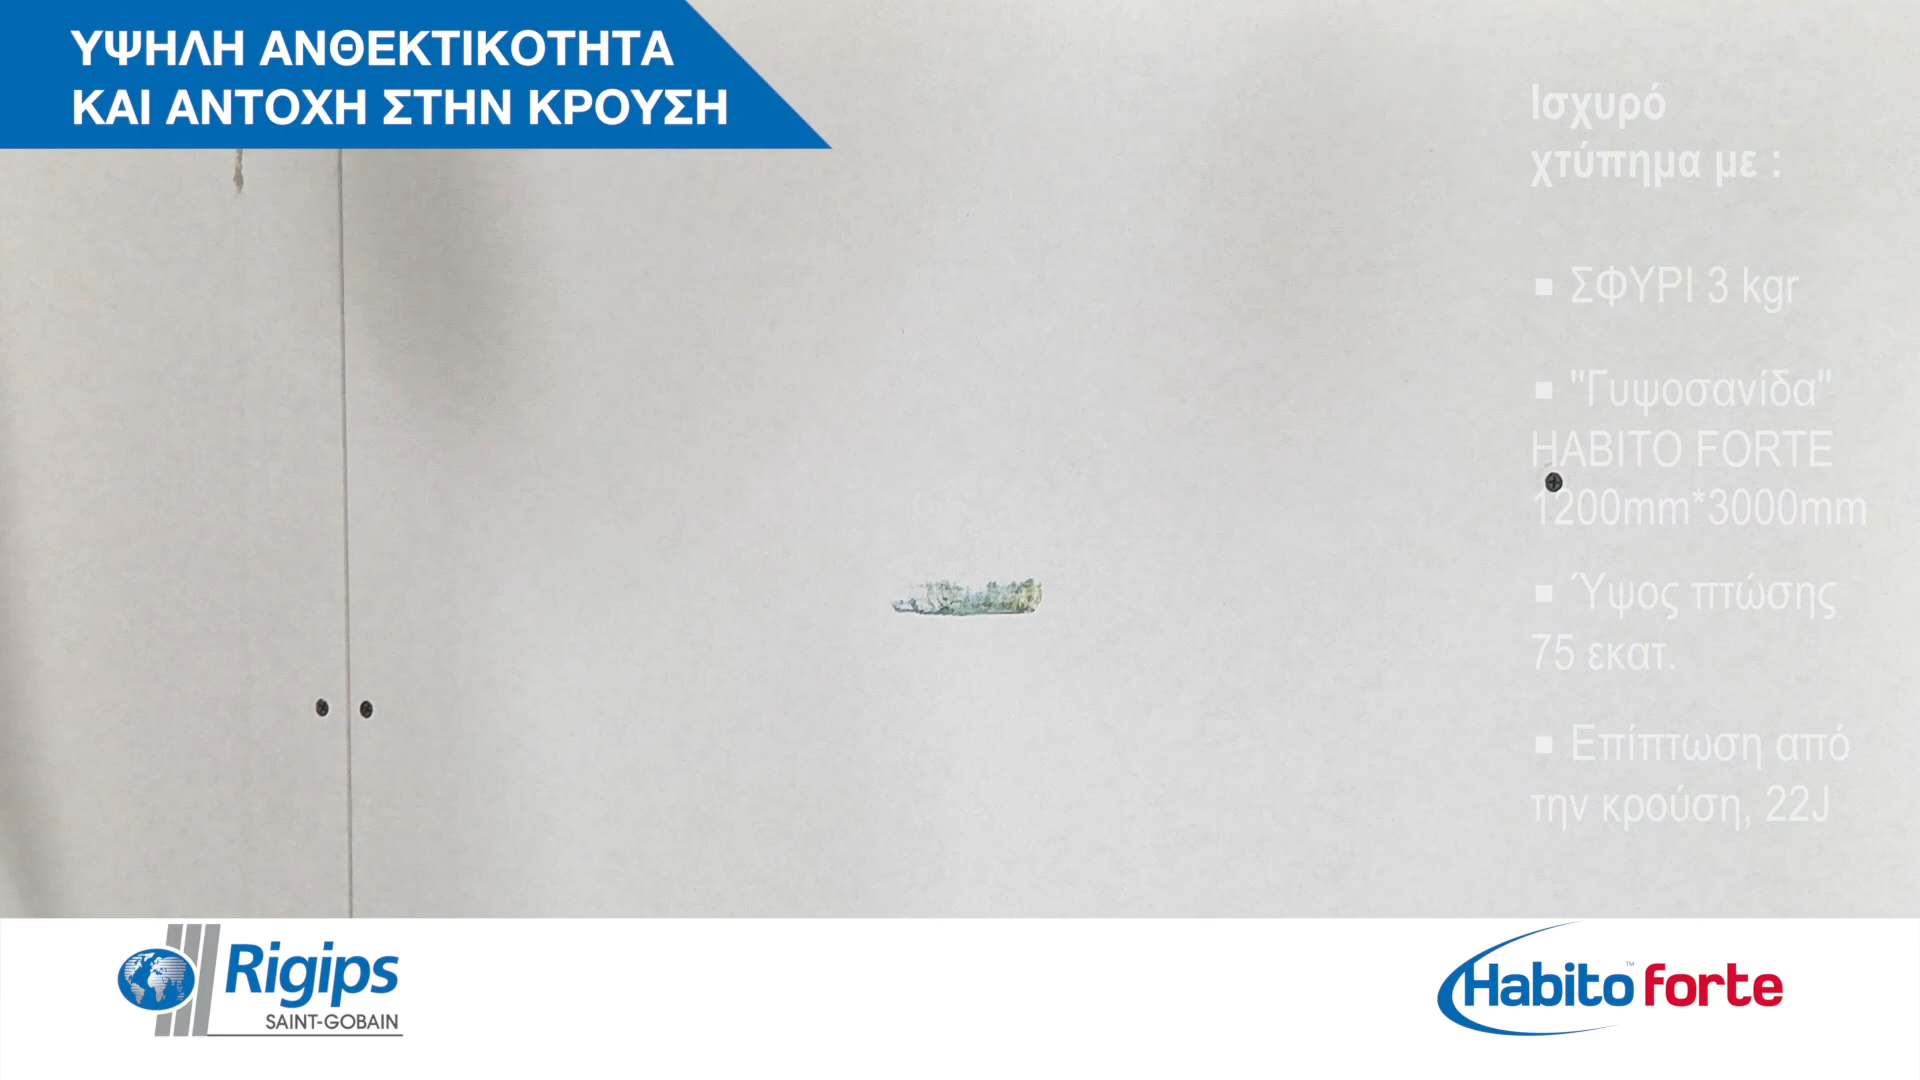 ΥΨΗΛΗ ΑΝΘΕΚΤΙΚΟΤΗΤΑ
ΚΑΙ ΑΝΤΟΧΗ ΣΤΗΝ ΚΡΟΥΣΗ
Ισχυρό
χτύπημα με :
▪ ΣΦΥΡΙ 3 kgr
▪ "Γυψοσανίδα"
HABITO FORTE
1200mm*3000mm
▪ Ύψος πτώσης
75 εκατ.
▪ Επίπτωση από
την κρούση, 22J
Rigips
SAINT-GOBAIN
Habito™ forte